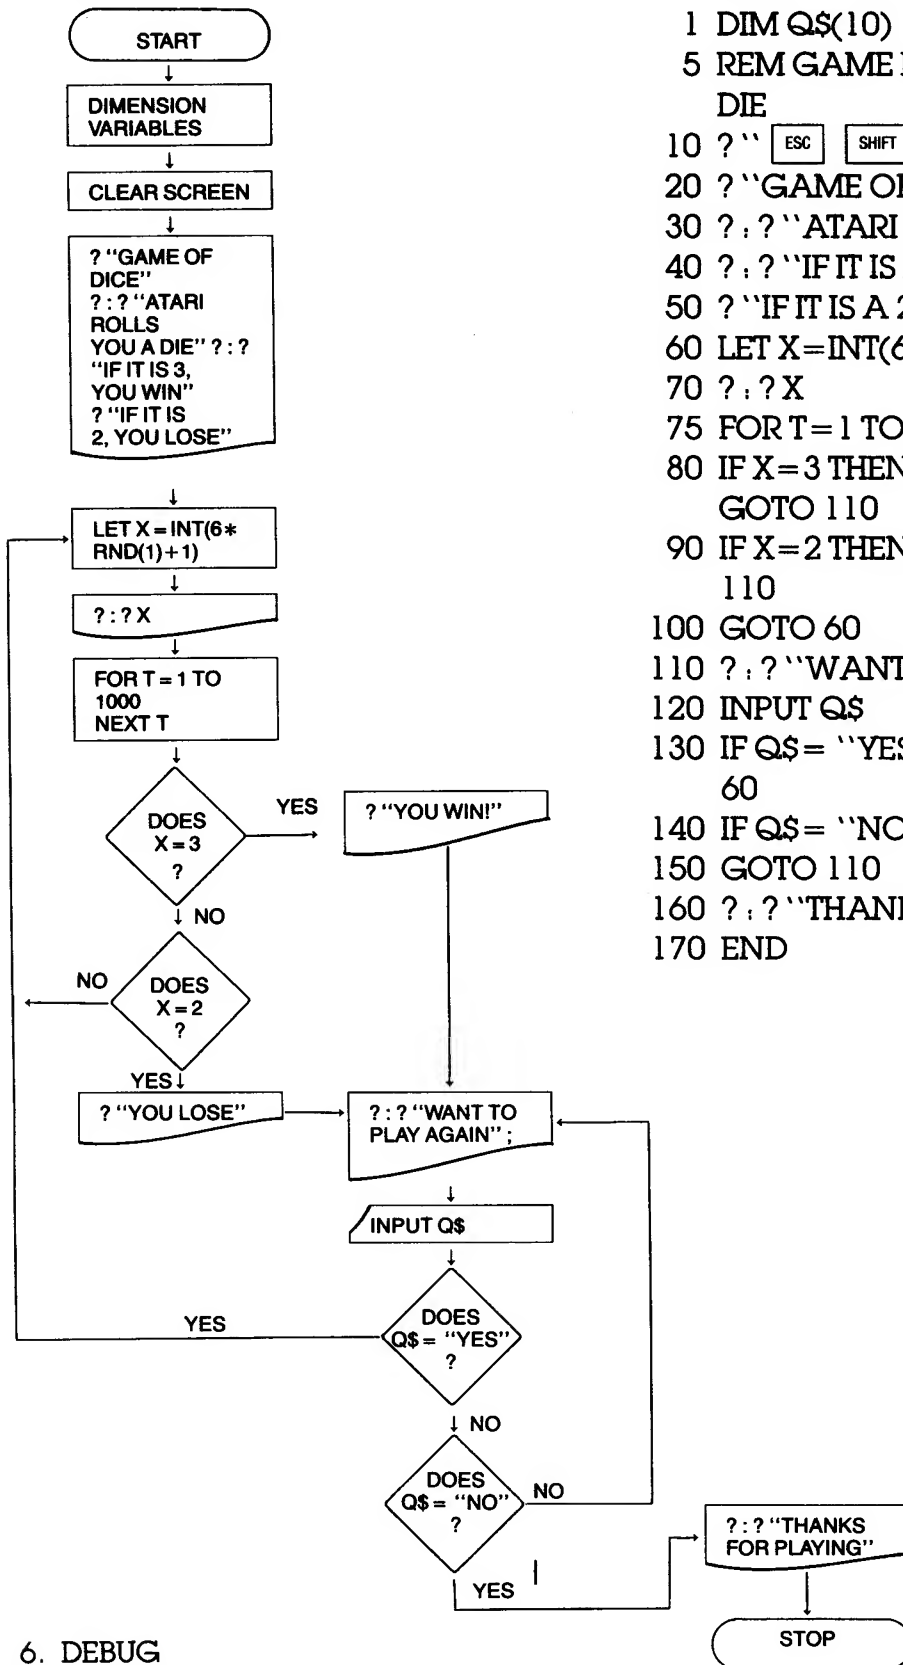 START
DIMENSION
VARIABLES
CLEAR SCREEN
? "GAME OF
DICE"
? : ? "ATARI
ROLLS
YOU A DIE" ? : ?
"IF IT IS 3,
YOU WIN"
? "IF IT IS
2, YOU LOSE"
LET X = INT(6*
RND(1)+1)
? : ? X
FOR T = 1 TO
1000
NEXT T
DOES
X = 3
?
YES
? "YOU WIN!"
NO
DOES
X = 2
?
NO
YES
? "YOU LOSE"
? : ? "WANT TO
PLAY AGAIN" ;
INPUT Q$
DOES
Q$ = "YES"
?
YES
NO
DOES
Q$ = "NO"
?
NO
YES
? : ? "THANKS
FOR PLAYING"
STOP
6. DEBUG
1 DIM Q$(10)
5 REM GAME
DIE
10 ? `` ESC SHIFT
20 ? ``GAME
30 ? : ? ``ATARI
40 ? : ? ``IF IT IS
50 ? ``IF IT IS A 2
60 LET X=INT(6
70 ? : ? X
75 FOR T=1 TO
80 IF X=3 THEN
GOTO 110
90 IF X=2 THEN
110
100 GOTO 60
110 ? : ? ``WANT
120 INPUT Q$
130 IF Q$= ``YES
60
140 IF Q$= ``NO
150 GOTO 110
160 ? : ? ``THAN
170 END